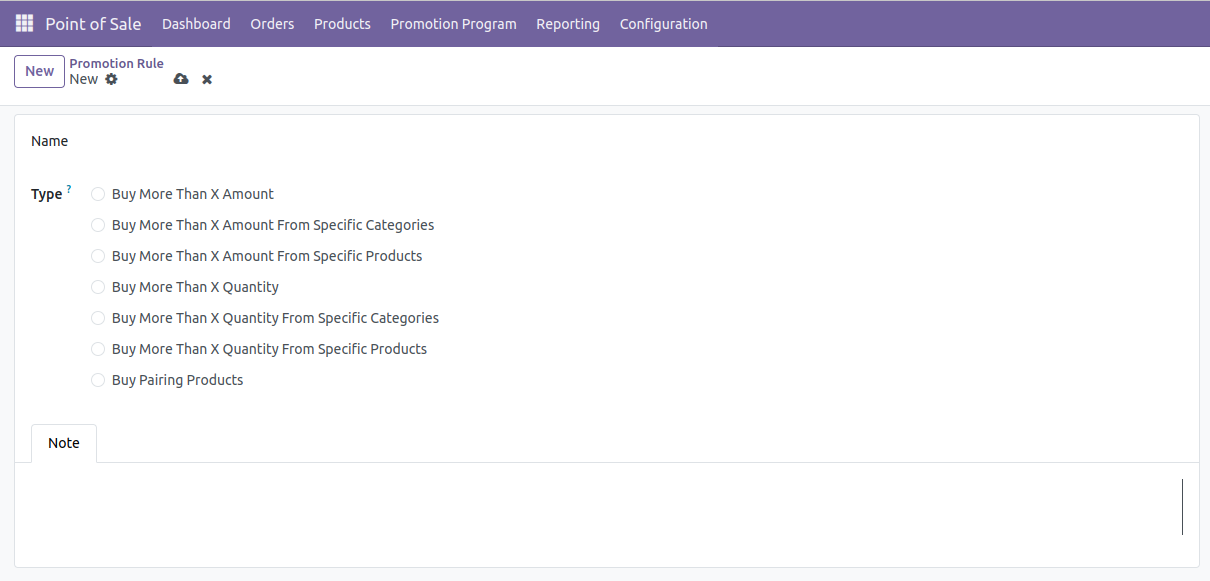 Point of Sale Dashboard Orders Products Promotion Program Reporting Configuration
New Promotion Rule
New
Name
Type ? Buy More Than X Amount
Buy More Than X Amount From Specific Categories
Buy More Than X Amount From Specific Products
Buy More Than X Quantity
Buy More Than X Quantity From Specific Categories
Buy More Than X Quantity From Specific Products
Buy Pairing Products
Note